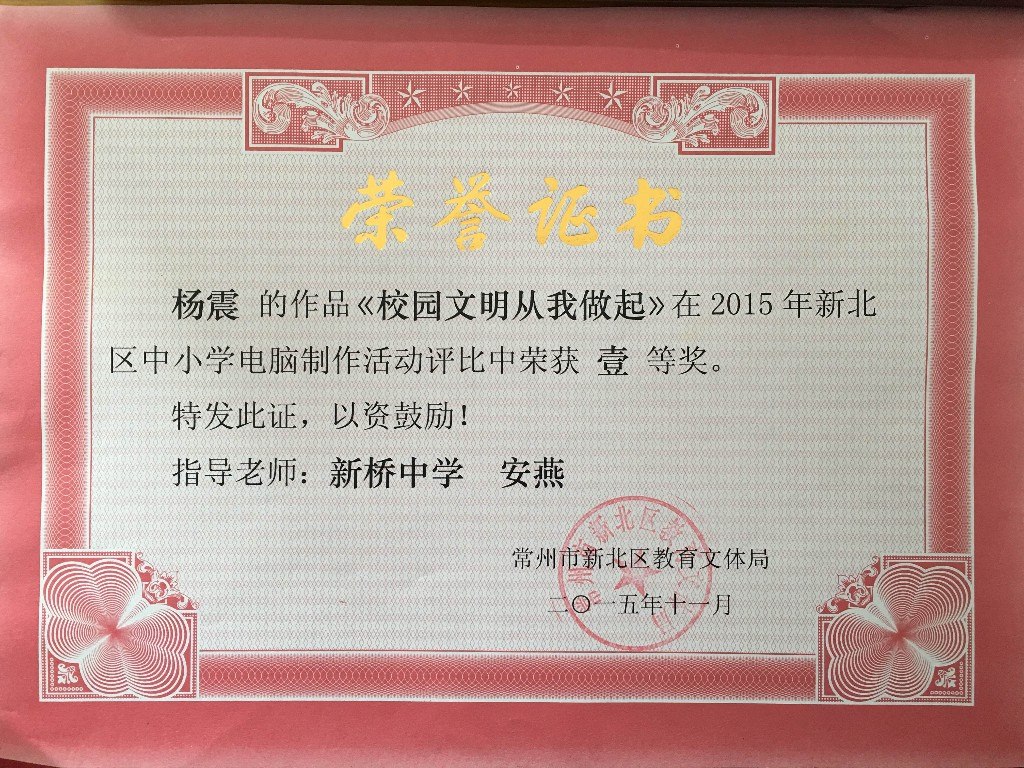 荣誉证书
杨震 的作品《校园文明从我做起》在 2015 年新北
区中小学电脑制作活动评比中荣获 壹 等奖。
特发此证，以资鼓励！
指导老师：新桥中学 安燕
常州市新北区教育文体局
二〇一五年十一月